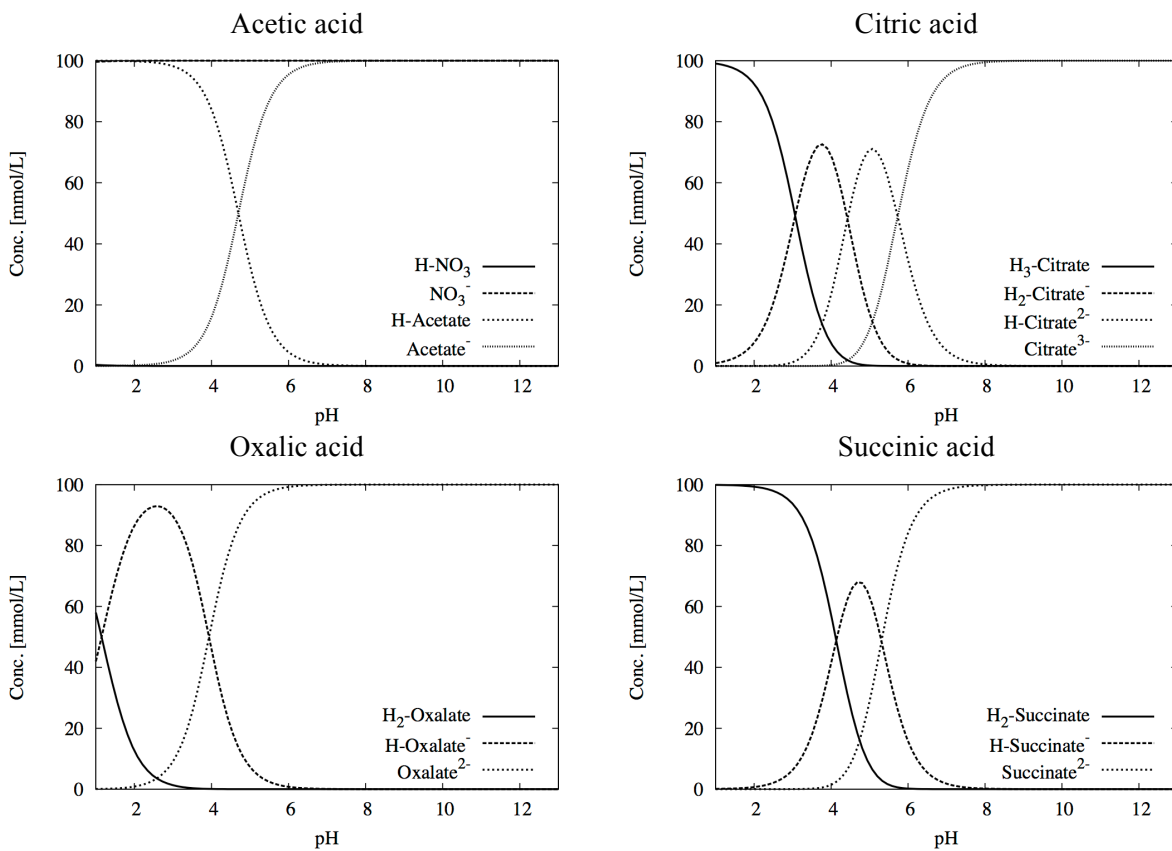 Acetic acid
100
80
60
40
20
0
2 4 6 8 10 12
Conc. [mmol/L]
pH
H-NO₃
NO₃⁻
H-Acetate
Acetate⁻
Citric acid
100
80
60
40
20
0
2 4 6 8 10 12
Conc. [mmol/L]
pH
H₃-Citrate
H₂-Citrate⁻
H-Citrate²⁻
Citrate³⁻
Oxalic acid
100
80
60
40
20
0
2 4 6 8 10 12
Conc. [mmol/L]
pH
H₂-Oxalate
H-Oxalate⁻
Oxalate²⁻
Succinic acid
100
80
60
40
20
0
2 4 6 8 10 12
Conc. [mmol/L]
pH
H₂-Succinate
H-Succinate⁻
Succinate²⁻